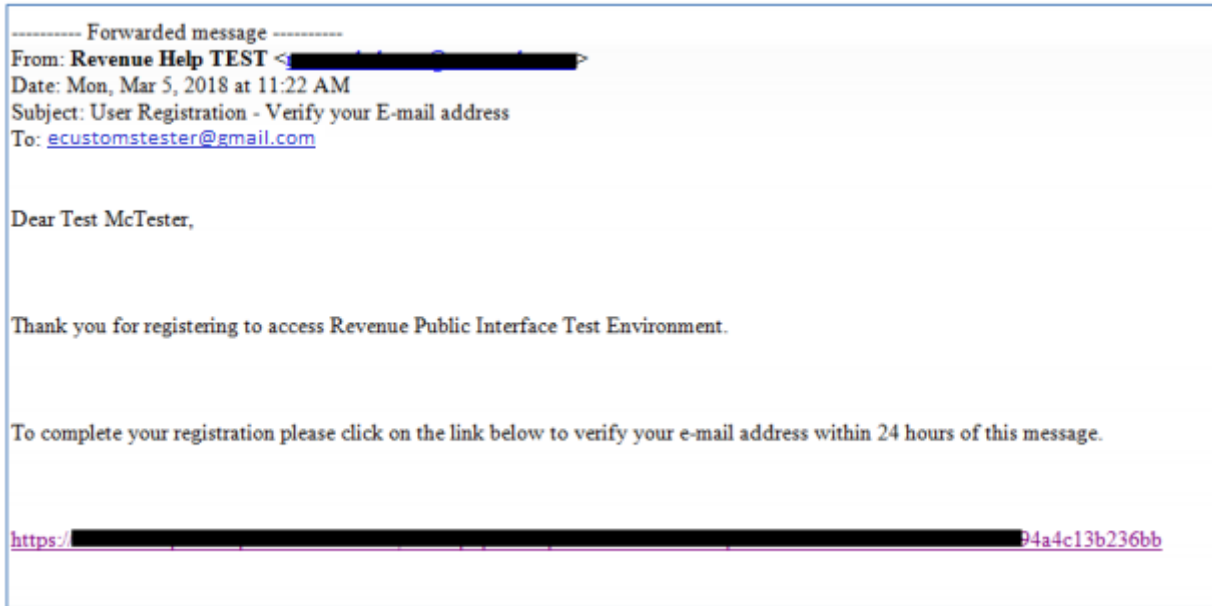 ---------- Forwarded message ----------
From: Revenue Help TEST <
Date: Mon, Mar 5, 2018 at 11:22 AM
Subject: User Registration - Verify your E-mail address
To: ecustomstester@gmail.com
Dear Test McTester,
Thank you for registering to access Revenue Public Interface Test Environment.
To complete your registration please click on the link below to verify your e-mail address within 24 hours of this message.
https:/ 94a4c13b236bb